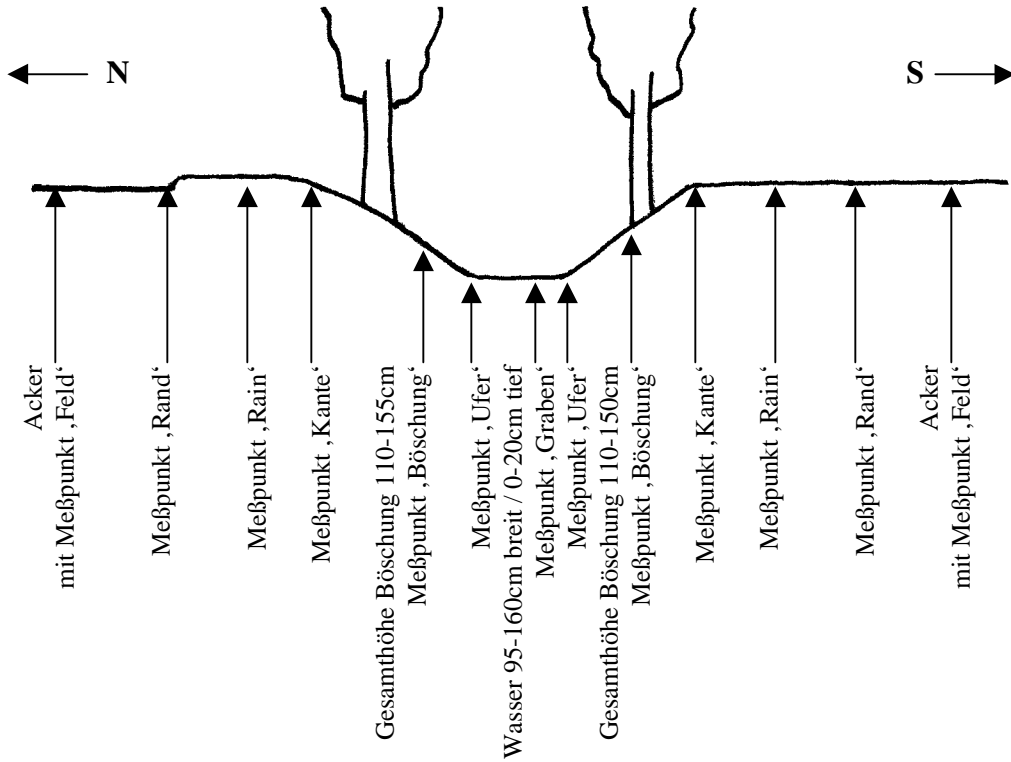 N
S
Acker
mit Meßpunkt ‚Feld‘
Meßpunkt ‚Rand‘
Meßpunkt ‚Rain‘
Meßpunkt ‚Kante‘
Gesamthöhe Böschung 110-155cm
Meßpunkt ‚Böschung‘
Meßpunkt ‚Ufer‘
Wasser 95-160cm breit / 0-20cm tief
Meßpunkt ‚Graben‘
Meßpunkt ‚Ufer‘
Gesamthöhe Böschung 110-150cm
Meßpunkt ‚Böschung‘
Meßpunkt ‚Kante‘
Meßpunkt ‚Rain‘
Meßpunkt ‚Rand‘
Acker
mit Meßpunkt ‚Feld‘